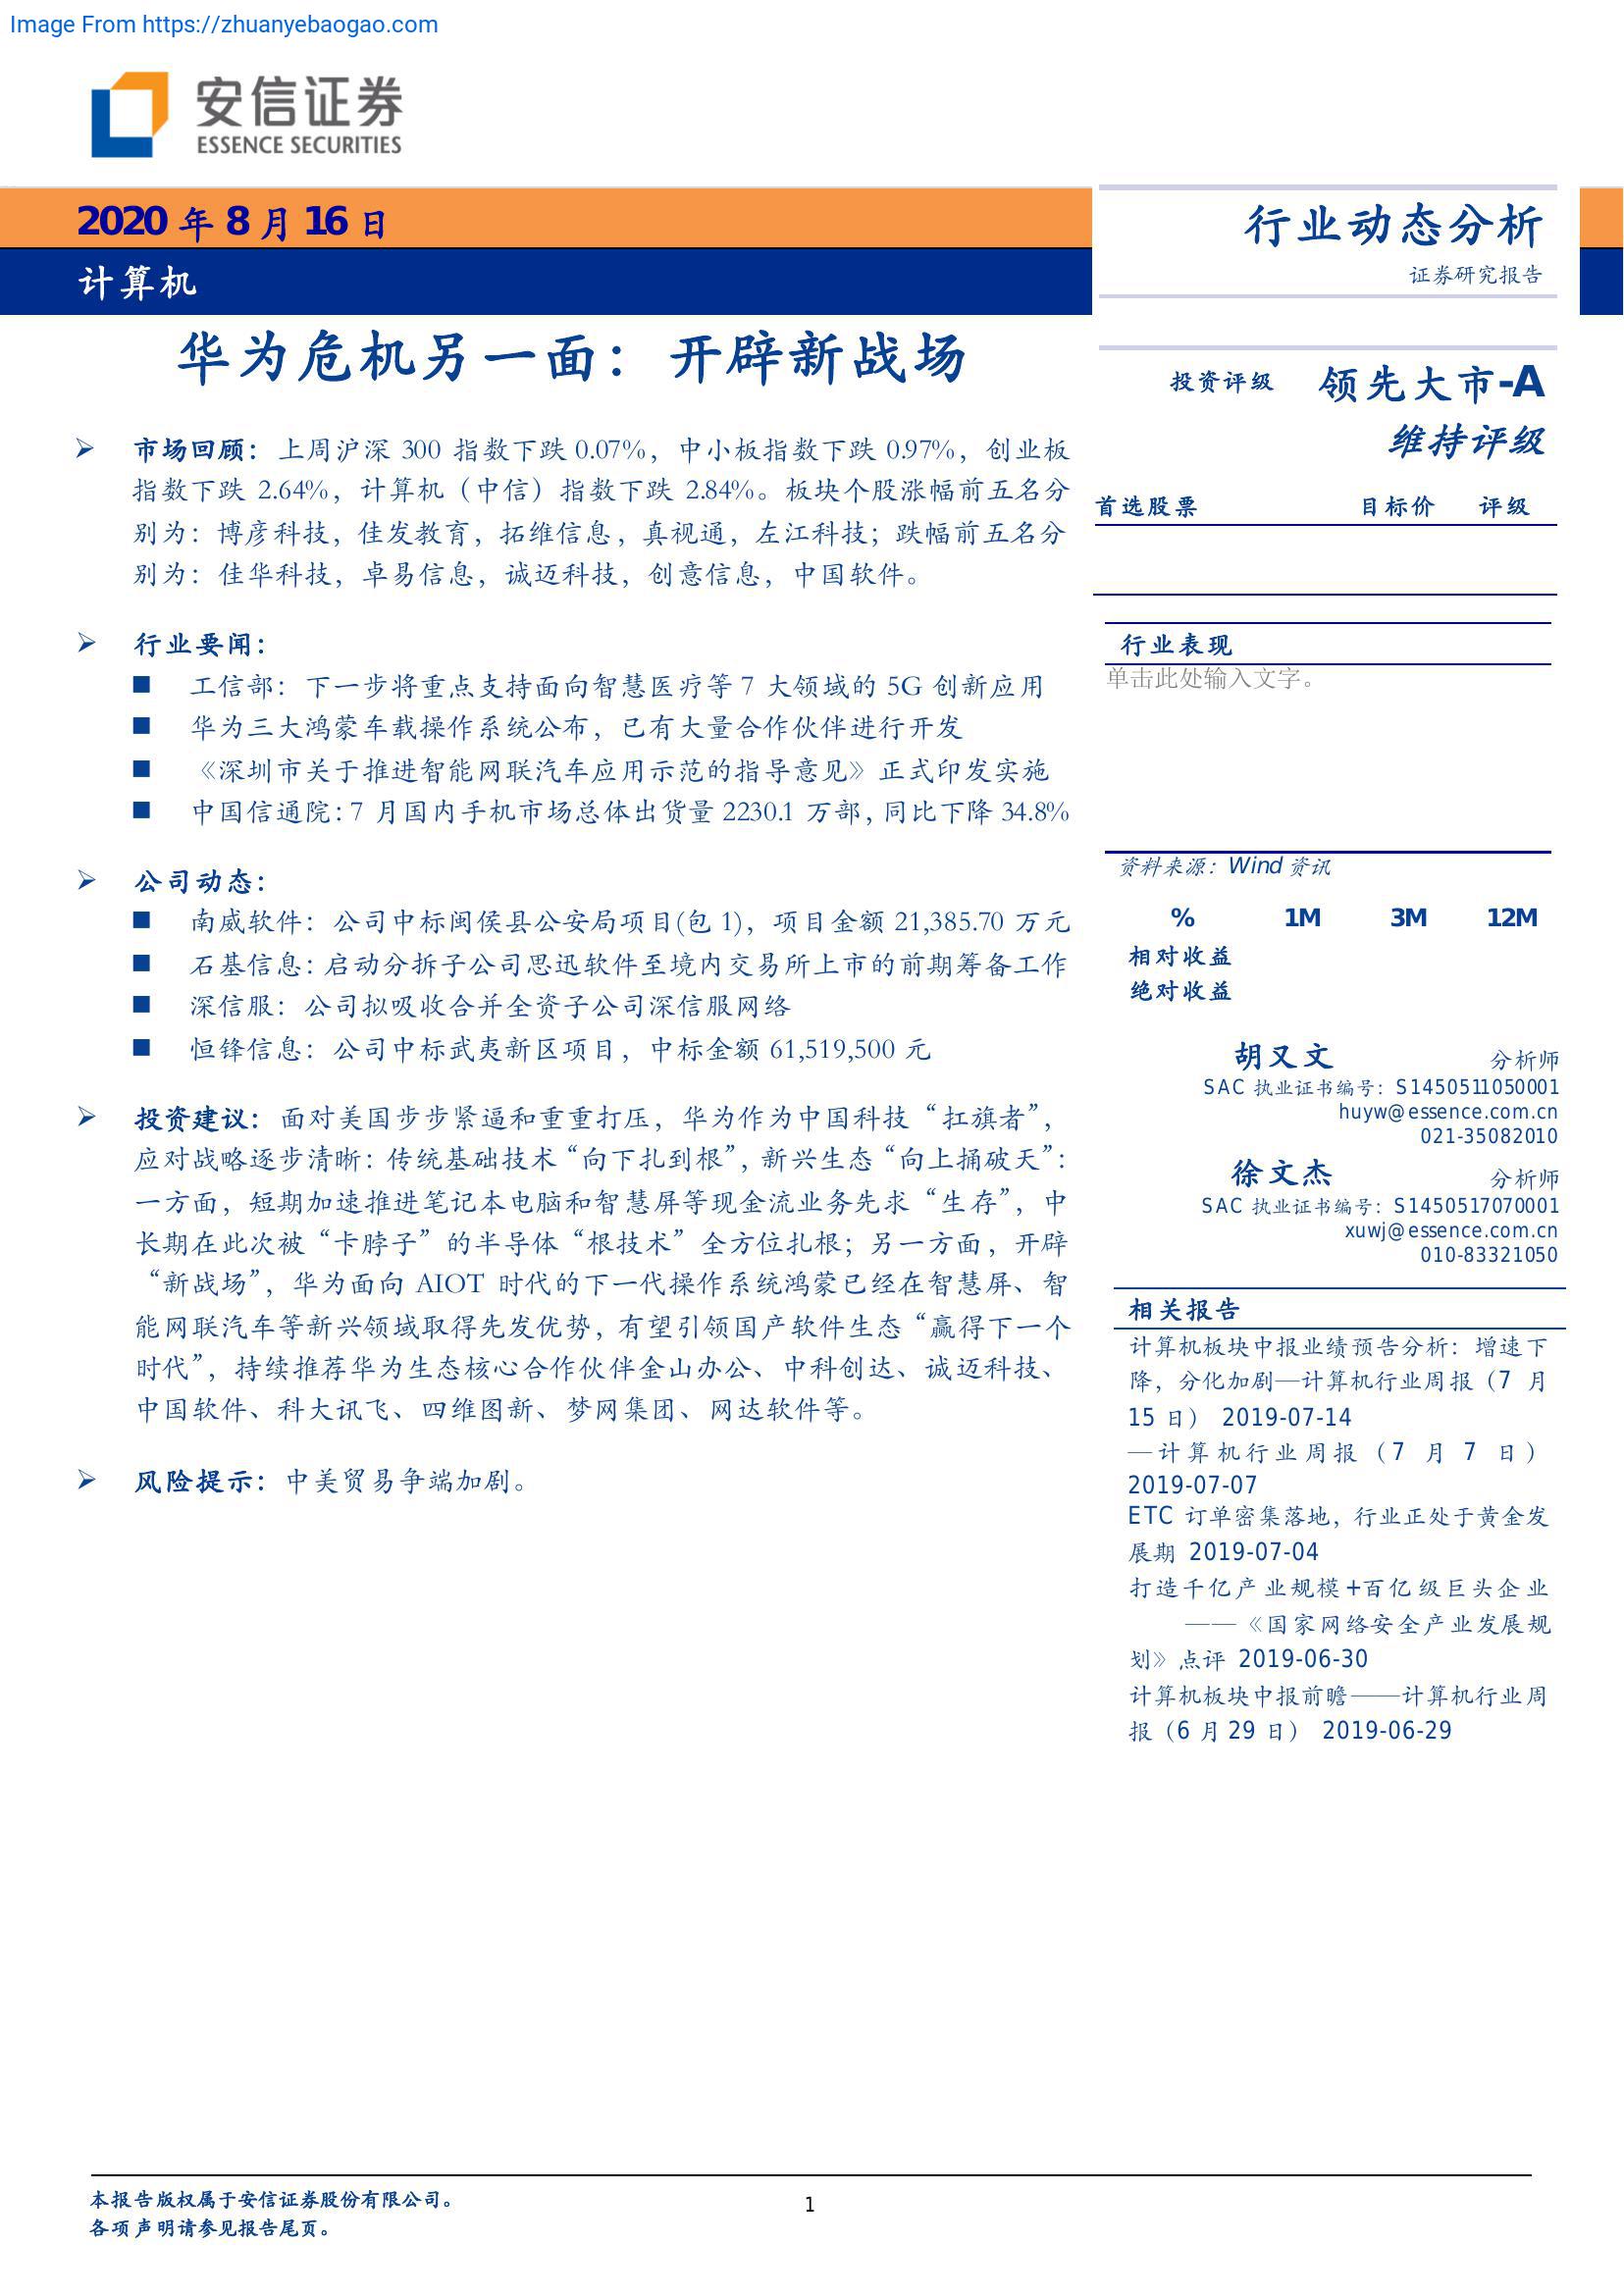 Image From https://zhuanyebaogao.com
安信证券
ESSENCE SECURITIES
2020 年 8 月 16 日
计算机
行业动态分析
证券研究报告
华为危机另一面：开辟新战场
市场回顾：上周沪深 300 指数下跌 0.07%，中小板指数下跌 0.97%，创业板
指数下跌 2.64%，计算机（中信）指数下跌 2.84%。板块个股涨幅前五名分
别为：博彦科技，佳发教育，拓维信息，真视通，左江科技；跌幅前五名分
别为：佳华科技，卓易信息，诚迈科技，创意信息，中国软件。
行业要闻：
工信部：下一步将重点支持面向智慧医疗等 7 大领域的 5G 创新应用
华为三大鸿蒙车载操作系统公布，已有大量合作伙伴进行开发
《深圳市关于推进智能网联汽车应用示范的指导意见》正式印发实施
中国信通院：7 月国内手机市场总体出货量 2230.1 万部，同比下降 34.8%
公司动态：
南威软件：公司中标闽侯县公安局项目(包 1)，项目金额 21,385.70 万元
石基信息：启动分拆子公司思迅软件至境内交易所上市的前期筹备工作
深信服：公司拟吸收合并全资子公司深信服网络
恒锋信息：公司中标武夷新区项目，中标金额 61,519,500 元
投资建议：面对美国步步紧逼和重重打压，华为作为中国科技“扛旗者”，
应对战略逐步清晰：传统基础技术“向下扎到根”，新兴生态“向上捅破天”：
一方面，短期加速推进笔记本电脑和智慧屏等现金流业务先求“生存”，中
长期在此次被“卡脖子”的半导体“根技术”全方位扎根；另一方面，开辟
“新战场”，华为面向 AIOT 时代的下一代操作系统鸿蒙已经在智慧屏、智
能网联汽车等新兴领域取得先发优势，有望引领国产软件生态“赢得下一个
时代”，持续推荐华为生态核心合作伙伴金山办公、中科创达、诚迈科技、
中国软件、科大讯飞、四维图新、梦网集团、网达软件等。
风险提示：中美贸易争端加剧。
投资评级 领先大市-A
维持评级
首选股票 目标价 评级
行业表现
单击此处输入文字。
资料来源：Wind 资讯
% 1M 3M 12M
相对收益
绝对收益
胡又文 分析师
SAC 执业证书编号：S1450511050001
huyw@essence.com.cn
021-35082010
徐文杰 分析师
SAC 执业证书编号：S1450517070001
xuwj@essence.com.cn
010-83321050
相关报告
计算机板块中报业绩预告分析：增速下
降，分化加剧—计算机行业周报（7 月
15 日） 2019-07-14
—计算机行业周报（7 月 7 日）
2019-07-07
ETC 订单密集落地，行业正处于黄金发
展期 2019-07-04
打造千亿产业规模+百亿级巨头企业
——《国家网络安全产业发展规
划》点评 2019-06-30
计算机板块中报前瞻——计算机行业周
报（6 月 29 日） 2019-06-29
本报告版权属于安信证券股份有限公司。
各项声明请参见报告尾页。
1